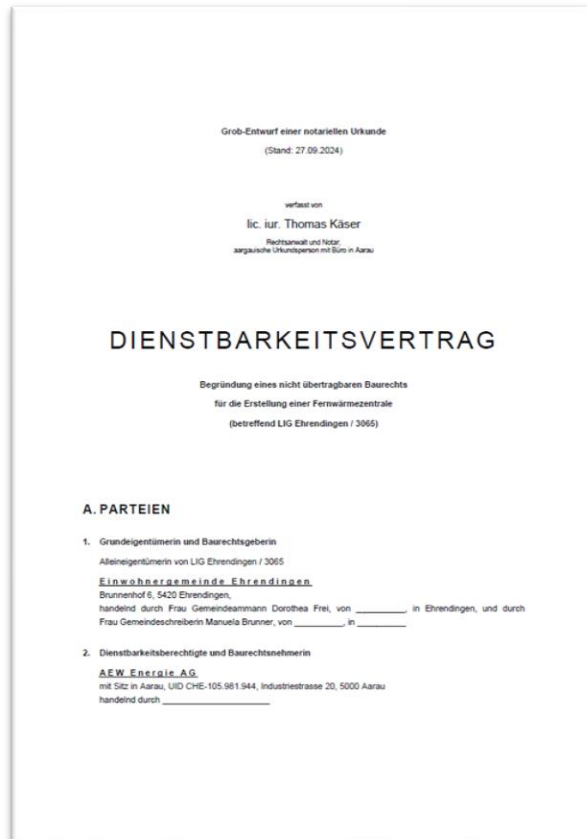 Grob-Entwurf einer notariellen Urkunde
(Stand: 27.09.2024)
verfasst von
lic. iur. Thomas Käser
Rechtsanwalt und Notar,
aargauische Urkundsperson mit Büro in Aarau
DIENSTBARKEITSVERTRAG
Begründung eines nicht übertragbaren Baurechts
für die Erstellung einer Fernwärmezentrale
(betreffend LIG Ehrendingen / 3065)
A. PARTEIEN
1. Grundeigentümerin und Baurechtsgeberin
Alleineigentümerin von LIG Ehrendingen / 3065
Einwohnergemeinde Ehrendingen
Brunnenhof 6, 5420 Ehrendingen,
handelnd durch Frau Gemeindeammann Dorothea Frei, von __________, in Ehrendingen, und durch
Frau Gemeindeschreiberin Manuela Brunner, von __________, in __________
2. Dienstbarkeitsberechtigte und Baurechtsnehmerin
AEW Energie AG
mit Sitz in Aarau, UID CHE-105.981.944, Industriestrasse 20, 5000 Aarau
handelnd durch ______________________